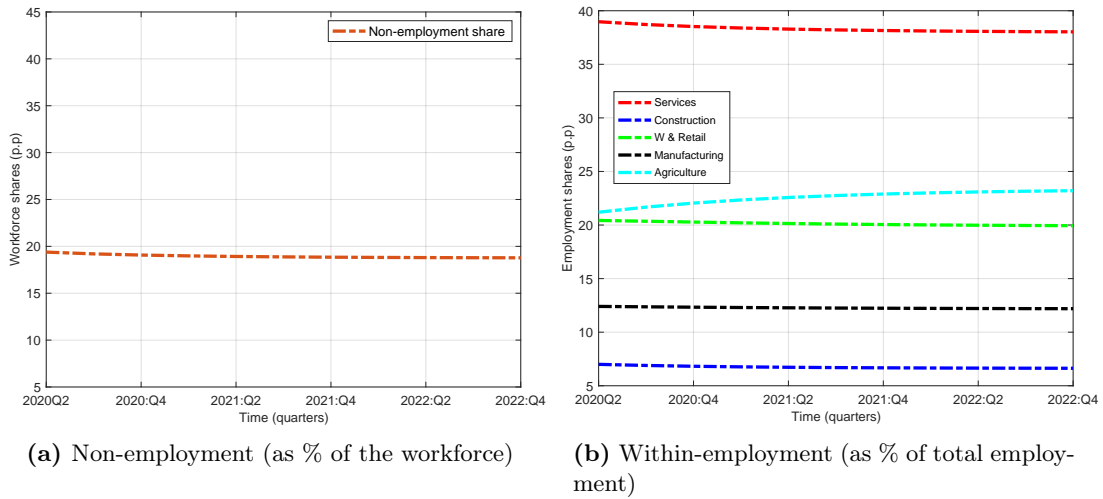 45
40
35
30
25
20
15
10
5
Workforce shares (p.p)
Non-employment share
2020Q2
2020:Q4
2021:Q2
2021:Q4
2022:Q2
2022:Q4
Time (quarters)
(a) Non-employment (as % of the workforce)
40
35
30
25
20
15
10
5
Employment shares (p.p)
Services
Construction
W & Retail
Manufacturing
Agriculture
2020:Q2
2020:Q4
2021:Q2
2021:Q4
2022:Q2
2022:Q4
Time (quarters)
(b) Within-employment (as % of total employ-
ment)